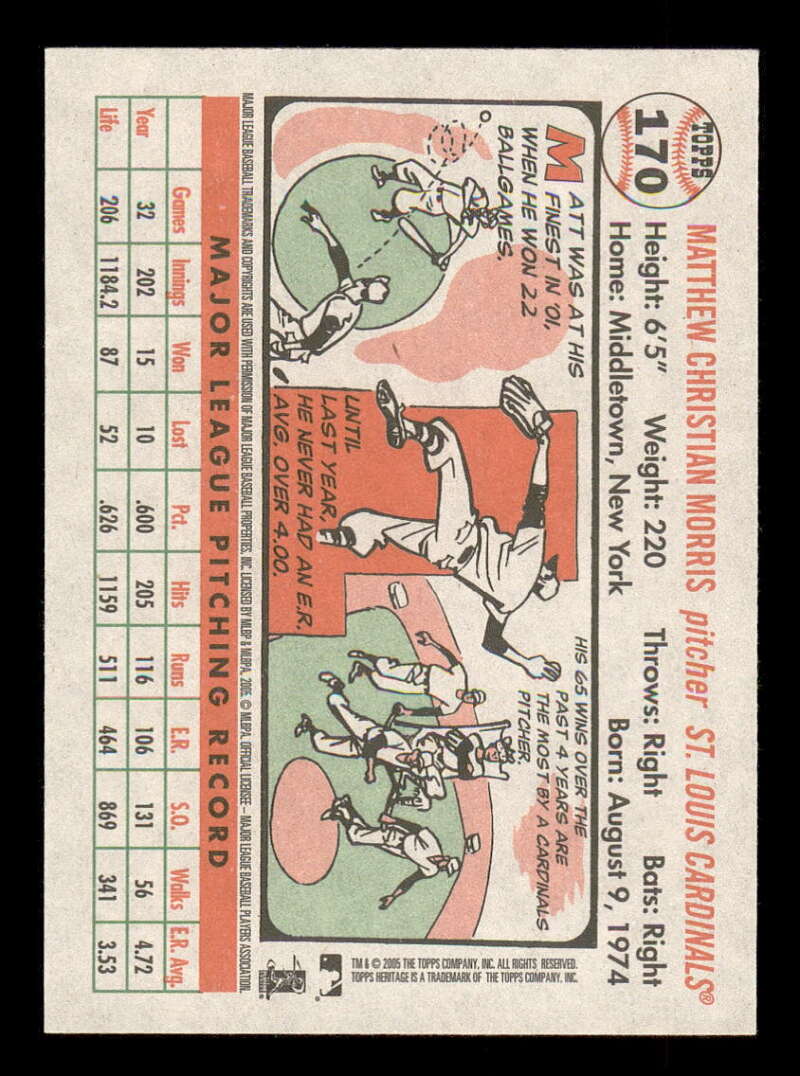 TOPPS
170
MATTHEW CHRISTIAN MORRIS pitcher ST. LOUIS CARDINALS®
Height: 6'5" Weight: 220 Throws: Right Bats: Right
Home: Middletown, New York Born: August 9, 1974
MATT WAS AT HIS
FINEST IN '01,
WHEN HE WON 22
BALLGAMES.
UNTIL
LAST YEAR,
HE NEVER HAD AN E.R.
AVG. OVER 4.00.
HIS 65 WINS OVER THE
PAST 4 YEARS ARE
THE MOST BY A CARDINALS
PITCHER
TM & © 2005 THE TOPPS COMPANY, INC. ALL RIGHTS RESERVED.
TOPPS HERITAGE IS A TRADEMARK OF THE TOPPS COMPANY, INC.
MAJOR LEAGUE BASEBALL TRADEMARKS AND COPYRIGHTS ARE USED WITH PERMISSION OF MAJOR LEAGUE BASEBALL PROPERTIES, INC. LICENSED BY MLBP & MLBPA, 2005. © MLBPA. OFFICIAL LICENSEE – MAJOR LEAGUE BASEBALL PLAYERS ASSOCIATION.
MAJOR LEAGUE PITCHING RECORD
Games Innings Won Lost Pct. Hits Runs E.R. S.O. Walks E.R. Avg.
Year 32 202 15 10 .600 205 116 106 131 56 4.72
Life 206 1184.2 87 52 .626 1159 511 464 869 341 3.53